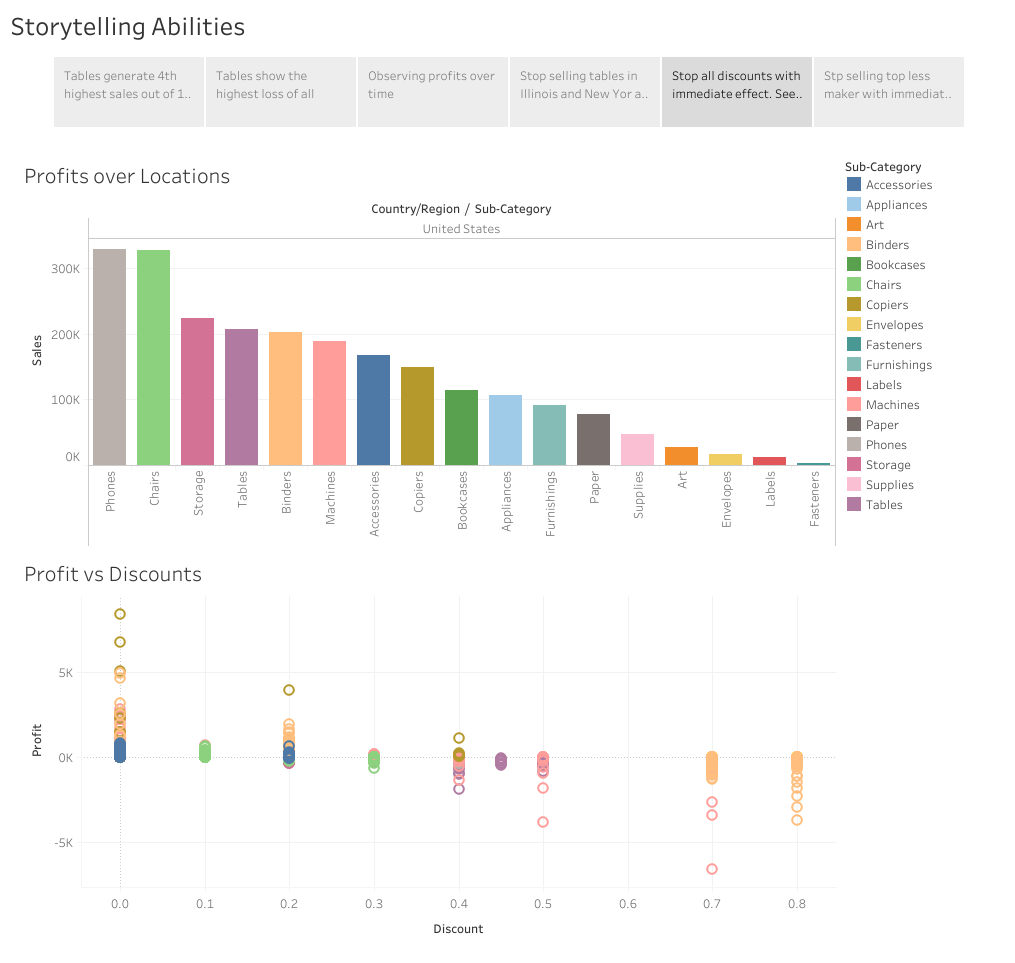 Storytelling Abilities
Tables generate 4th
highest sales out of 1..
Tables show the
highest loss of all
Observing profits over
time
Stop selling tables in
Illinois and New Yor a..
Stop all discounts with
immediate effect. See..
Stp selling top less
maker with immediat..
Profits over Locations
Country/Region / Sub-Category
United States
Sales
300K
200K
100K
0K
Phones
Chairs
Storage
Tables
Binders
Machines
Accessories
Copiers
Bookcases
Appliances
Furnishings
Paper
Supplies
Art
Envelopes
Labels
Fasteners
Sub-Category
Accessories
Appliances
Art
Binders
Bookcases
Chairs
Copiers
Envelopes
Fasteners
Furnishings
Labels
Machines
Paper
Phones
Storage
Supplies
Tables
Profit vs Discounts
Profit
5K
0K
-5K
0.0
0.1
0.2
0.3
0.4
0.5
0.6
0.7
0.8
Discount